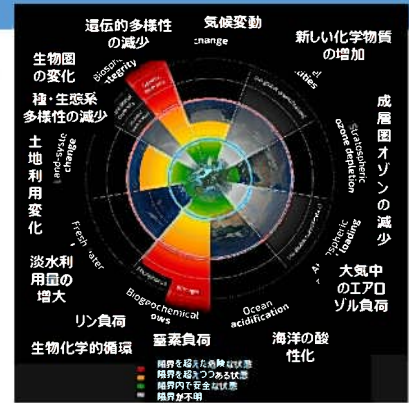 遺伝的多様性
の減少
気候変動
change
新しい化学物質
の増加
生物圏
の変化
Biosphere
integrity
種・生態系
多様性の減少
成層圏オゾンの減少
Stratospheric
ozone depletion
土地利用変化
change
Fresh water
淡水利
用量の
増大
loading
大気中
のエアロ
ゾル負荷
Biogeochemical
ows
Ocean
acidification
リン負荷
窒素負荷
海洋の酸
性化
生物化学的循環
限界を超えた危険な状態
限界を超えつつある状態
限界内で安全な状態
限界が不明